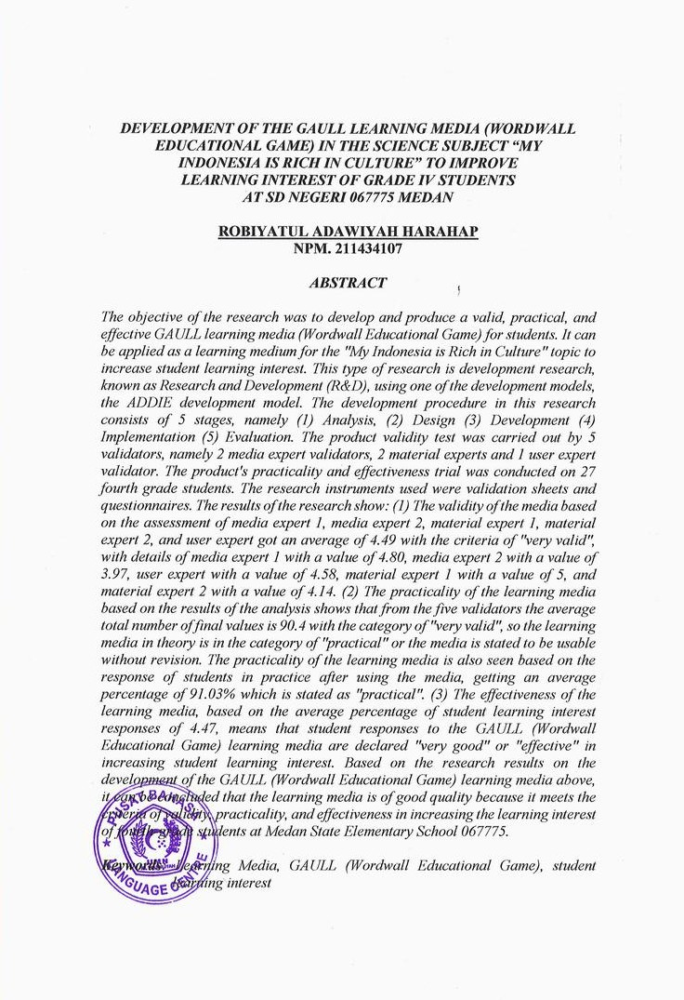 DEVELOPMENT OF THE GAULL LEARNING MEDIA (WORDWALL
EDUCATIONAL GAME) IN THE SCIENCE SUBJECT “MY
INDONESIA IS RICH IN CULTURE” TO IMPROVE
LEARNING INTEREST OF GRADE IV STUDENTS
AT SD NEGERI 067775 MEDAN
ROBIYATUL ADAWIYAH HARAHAP
NPM. 211434107
ABSTRACT
The objective of the research was to develop and produce a valid, practical, and
effective GAULL learning media (Wordwall Educational Game) for students. It can
be applied as a learning medium for the "My Indonesia is Rich in Culture" topic to
increase student learning interest. This type of research is development research,
known as Research and Development (R&D), using one of the development models,
the ADDIE development model. The development procedure in this research
consists of 5 stages, namely (1) Analysis, (2) Design (3) Development (4)
Implementation (5) Evaluation. The product validity test was carried out by 5
validators, namely 2 media expert validators, 2 material experts and 1 user expert
validator. The product's practicality and effectiveness trial was conducted on 27
fourth grade students. The research instruments used were validation sheets and
questionnaires. The results of the research show: (1) The validity of the media based
on the assessment of media expert 1, media expert 2, material expert 1, material
expert 2, and user expert got an average of 4.49 with the criteria of "very valid",
with details of media expert 1 with a value of 4.80, media expert 2 with a value of
3.97, user expert with a value of 4.58, material expert 1 with a value of 5, and
material expert 2 with a value of 4.14. (2) The practicality of the learning media
based on the results of the analysis shows that from the five validators the average
total number of final values is 90.4 with the category of "very valid", so the learning
media in theory is in the category of "practical" or the media is stated to be usable
without revision. The practicality of the learning media is also seen based on the
response of students in practice after using the media, getting an average
percentage of 91.03% which is stated as "practical". (3) The effectiveness of the
learning media, based on the average percentage of student learning interest
responses of 4.47, means that student responses to the GAULL (Wordwall
Educational Game) learning media are declared "very good" or "effective" in
increasing student learning interest. Based on the research results on the
development of the GAULL (Wordwall Educational Game) learning media above,
it can be concluded that the learning media is of good quality because it meets the
criteria of validity, practicality, and effectiveness in increasing the learning interest
of fourth grade students at Medan State Elementary School 067775.
Keywords: Learning Media, GAULL (Wordwall Educational Game), student
learning interest
PUSAT BAHASA
LANGUAGE CENTRE